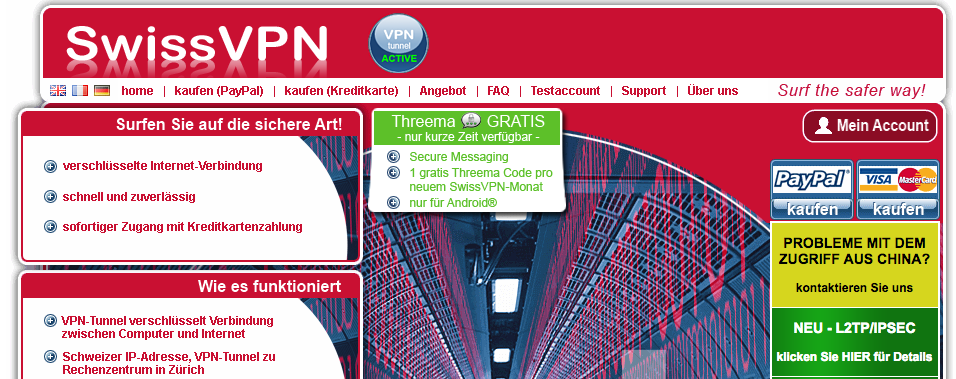 SwissVPN
VPN
tunnel
ACTIVE
home | kaufen (PayPal) | kaufen (Kreditkarte) | Angebot | FAQ | Testaccount | Support | Über uns
Surf the safer way!
Surfen Sie auf die sichere Art!
verschlüsselte Internet-Verbindung
schnell und zuverlässig
sofortiger Zugang mit Kreditkartenzahlung
Wie es funktioniert
VPN-Tunnel verschlüsselt Verbindung
zwischen Computer und Internet
Schweizer IP-Adresse, VPN-Tunnel zu
Rechenzentrum in Zürich
Threema GRATIS
- nur kurze Zeit verfügbar -
Secure Messaging
1 gratis Threema Code pro
neuem SwissVPN-Monat
nur für Android®
Mein Account
PayPal
kaufen
VISA MasterCard
kaufen
PROBLEME MIT DEM
ZUGRIFF AUS CHINA?
kontaktieren Sie uns
NEU - L2TP/IPSEC
klicken Sie HIER für Details